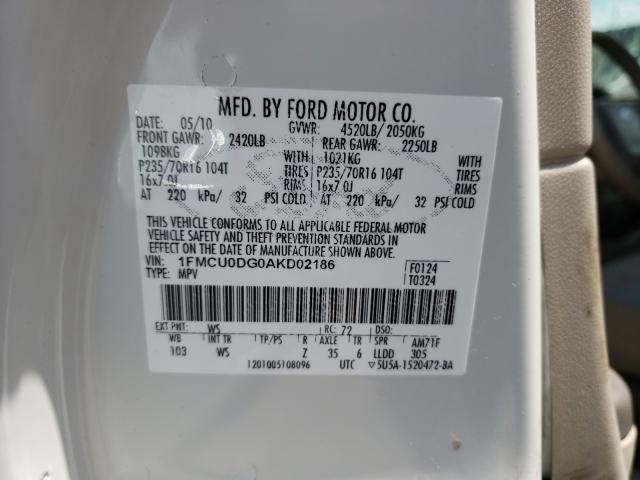 MFD. BY FORD MOTOR CO.
DATE: 05/10 GVWR: 4520LB/ 2050KG
FRONT GAWR: 2420LB REAR GAWR: 2250LB
1098KG WITH 1021KG WITH
P235/70R16 104T TIRES P235/70R16 104T TIRES
16x7.0J RIMS 16x7.0J RIMS
AT 220 kPa/ 32 PSI COLD AT 220 kPa/ 32 PSI COLD
THIS VEHICLE CONFORMS TO ALL APPLICABLE FEDERAL MOTOR
VEHICLE SAFETY AND THEFT PREVENTION STANDARDS IN
EFFECT ON THE DATE OF MANUFACTURE SHOWN ABOVE.
VIN: 1FMCU0DG0AKD02186 F0124
TYPE: MPV T0324
EXT PNT: WS RC: 72 DSO:
WB INT TR TP/PS R AXLE TR SPR AM71F
103 WS Z 35 6 LLDD 305
1201005108096 UTC ▽5U5A-1520472-BA